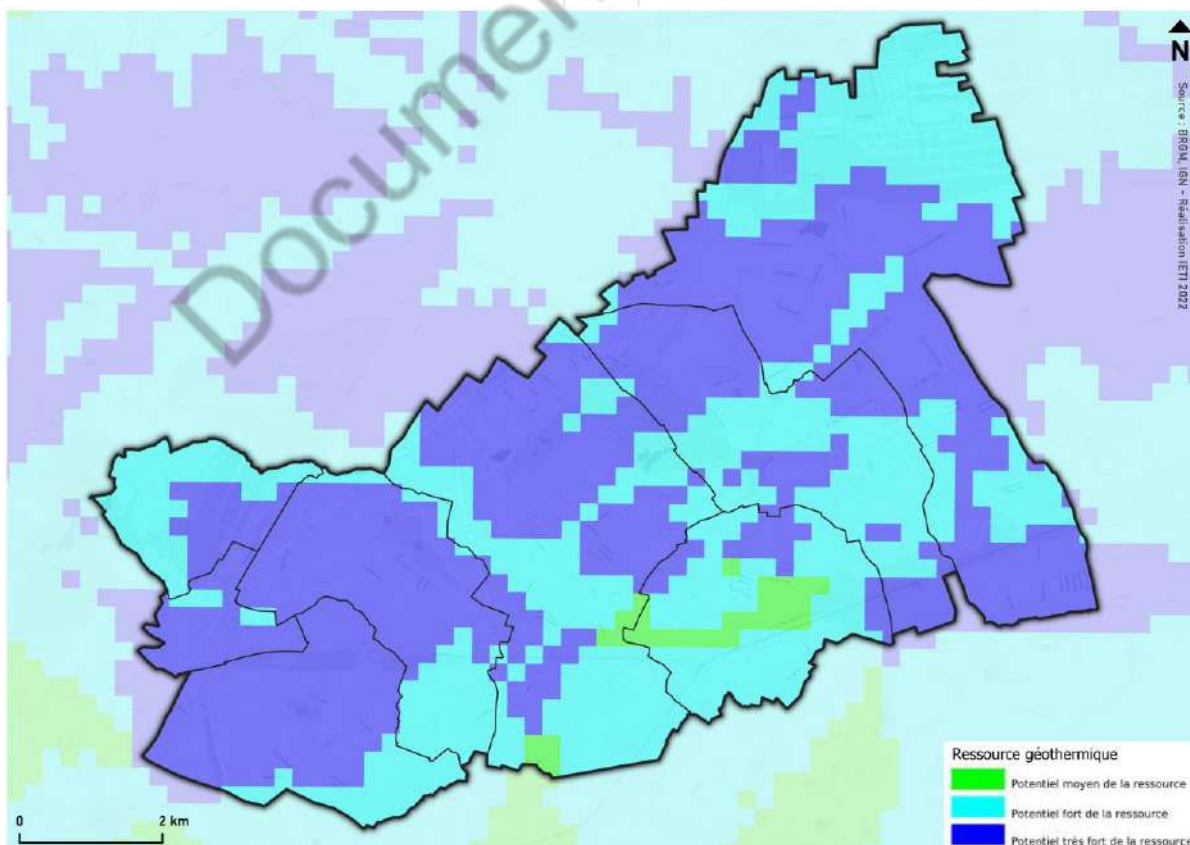 Document
N
Source : BRGM, IGN - Réalisation IETI 2022
Ressource géothermique
Potentiel moyen de la ressource
Potentiel fort de la ressource
Potentiel très fort de la ressource
0 2 km